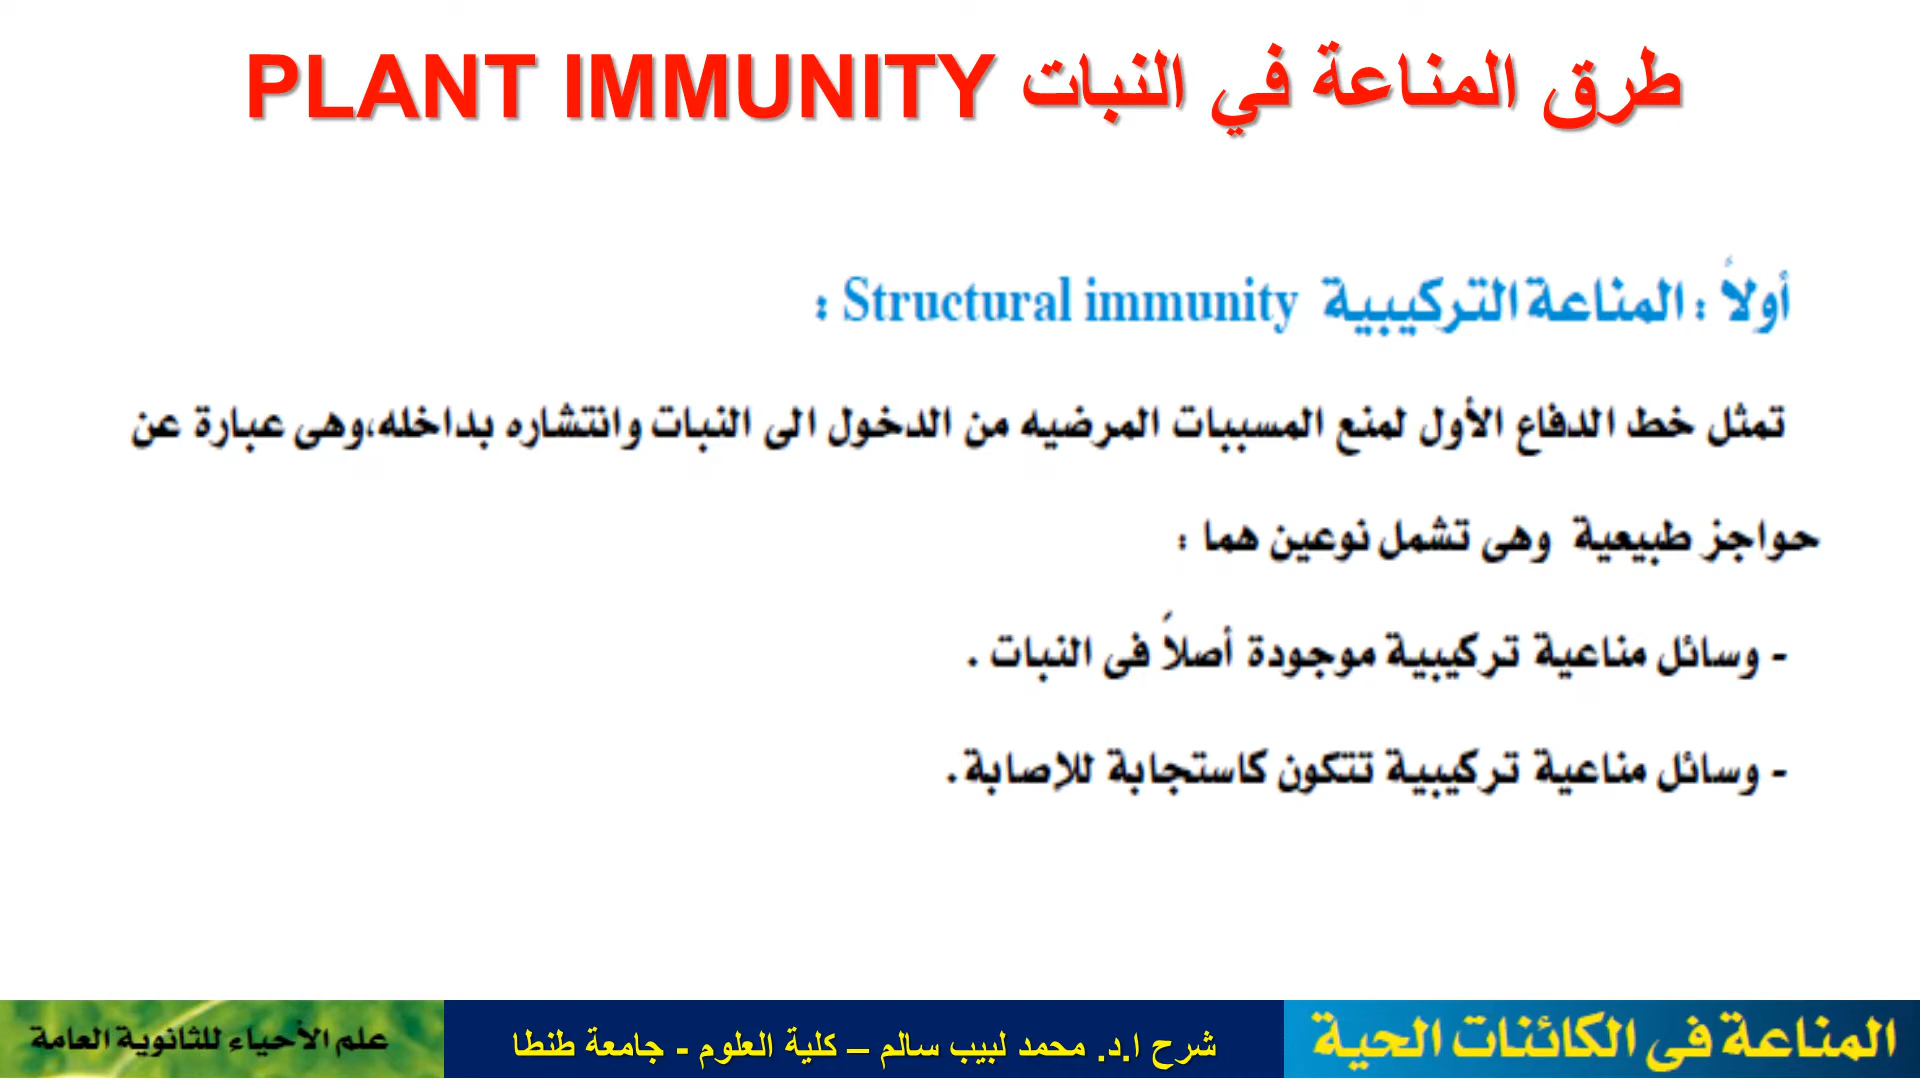 طرق المناعة في النبات PLANT IMMUNITY
أولاً : المناعة التركيبية Structural immunity :
تمثل خط الدفاع الأول لمنع المسببات المرضيه من الدخول الى النبات وانتشاره بداخله،وهى عبارة عن
حواجز طبيعية وهى تشمل نوعين هما :
- وسائل مناعية تركيبية موجودة أصلاً فى النبات .
- وسائل مناعية تركيبية تتكون كاستجابة للإصابة .
المناعة فى الكائنات الحية
شرح ا.د. محمد لبيب سالم – كلية العلوم - جامعة طنطا
علم الأحياء للثانوية العامة